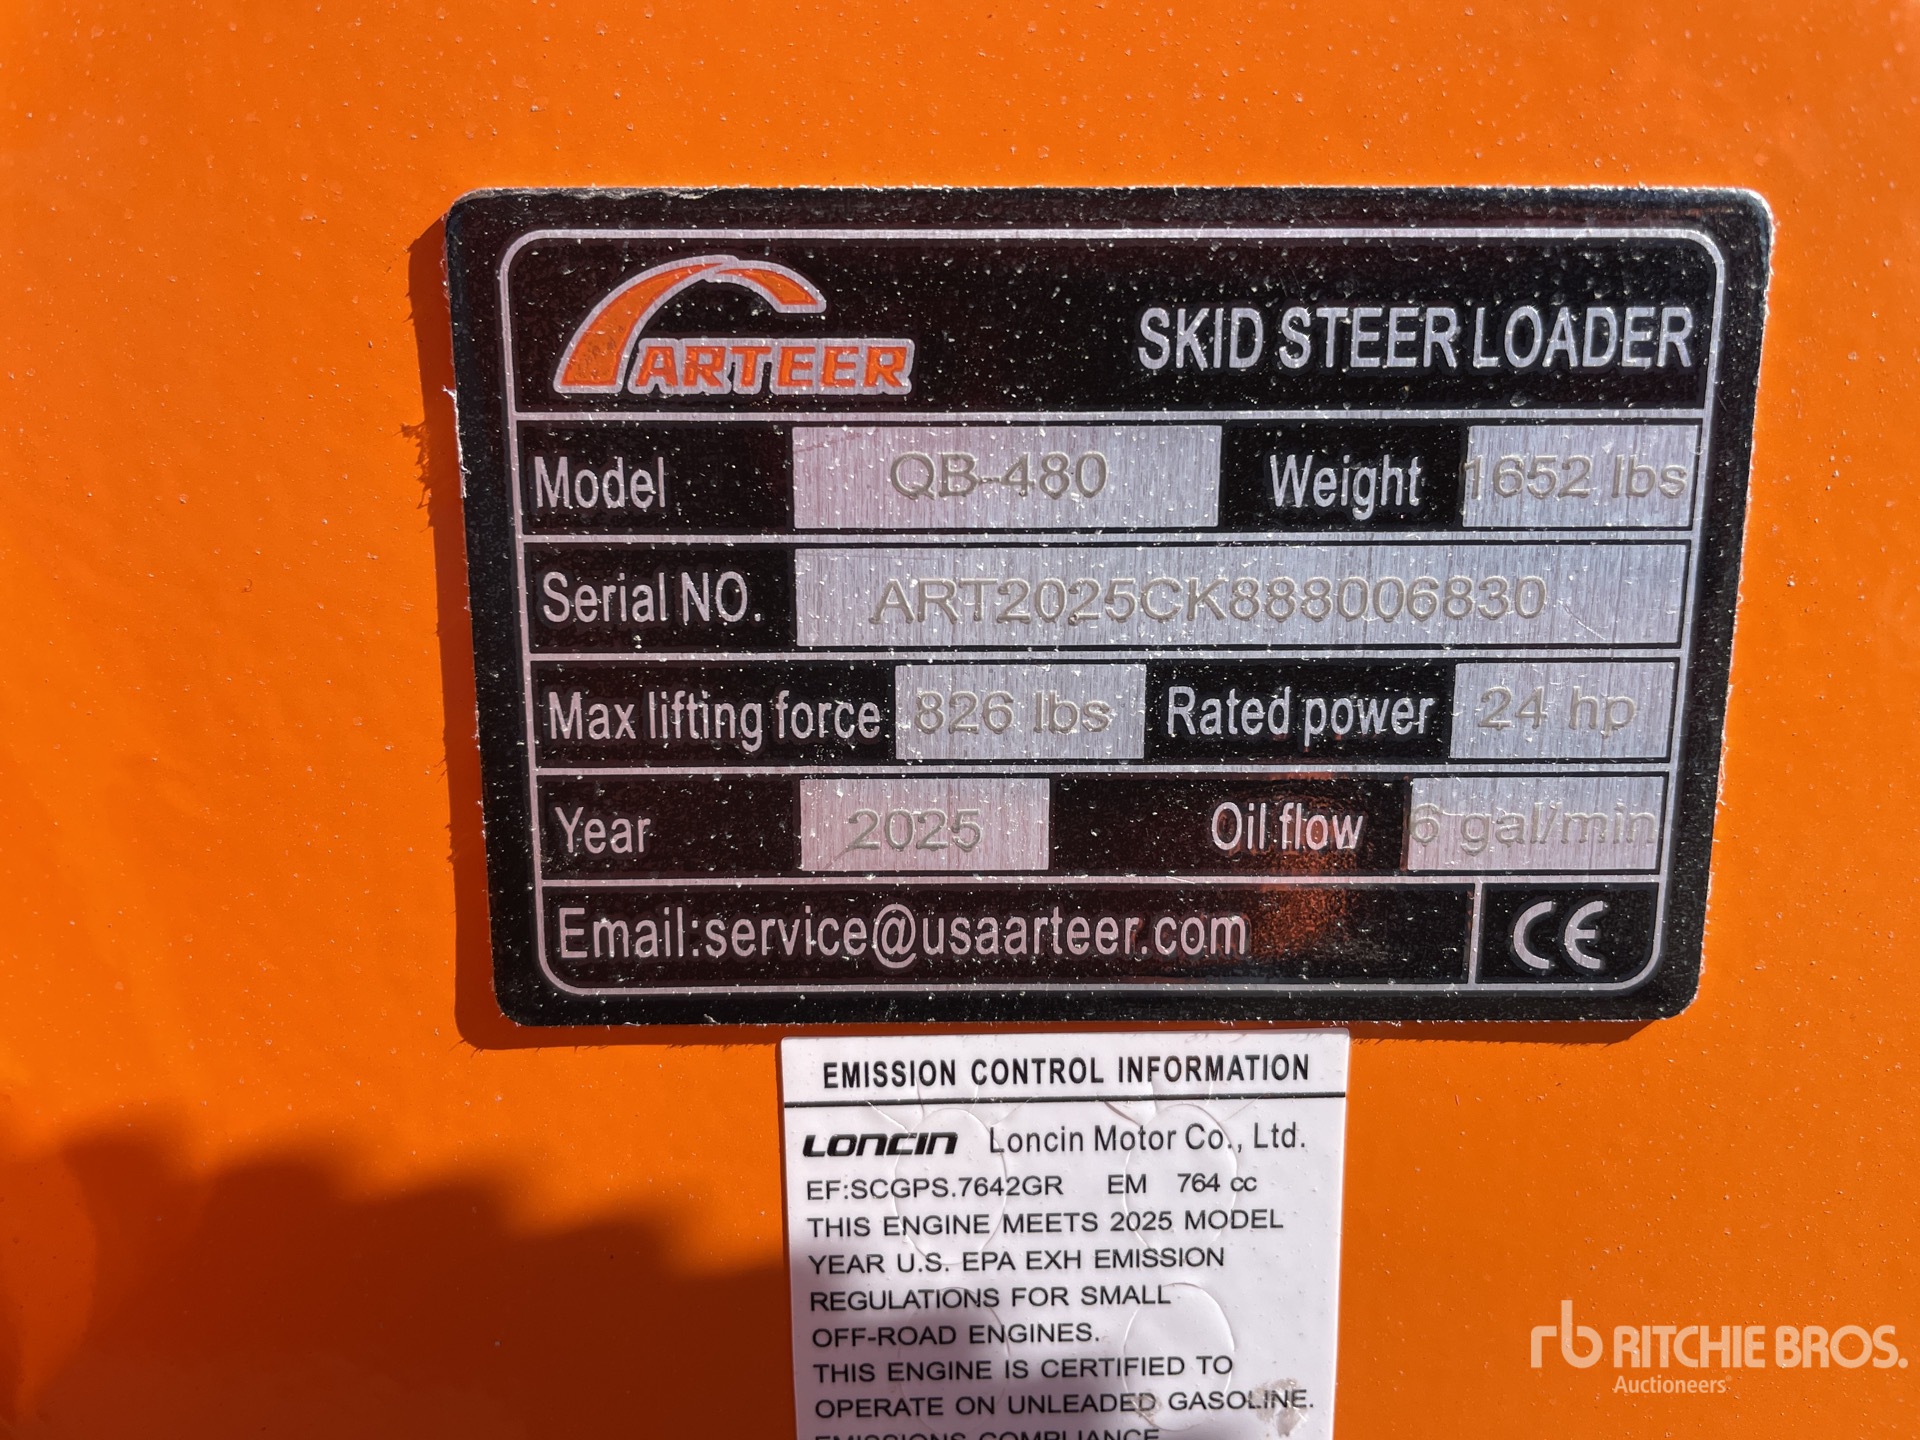 ARTEER SKID STEER LOADER
Model QB-480 Weight 1652 lbs
Serial NO. ART2025CK888006830
Max lifting force 826 lbs Rated power 24 hp
Year 2025 Oil flow 6 gal/min
Email:service@usaarteer.com CE
EMISSION CONTROL INFORMATION
LONCIN Loncin Motor Co., Ltd.
EF:SCGPS.7642GR EM 764 cc
THIS ENGINE MEETS 2025 MODEL
YEAR U.S. EPA EXH EMISSION
REGULATIONS FOR SMALL
OFF-ROAD ENGINES.
THIS ENGINE IS CERTIFIED TO
OPERATE ON UNLEADED GASOLINE.
EMISSIONS COMPLIANCE
rb RITCHIE BROS.
Auctioneers